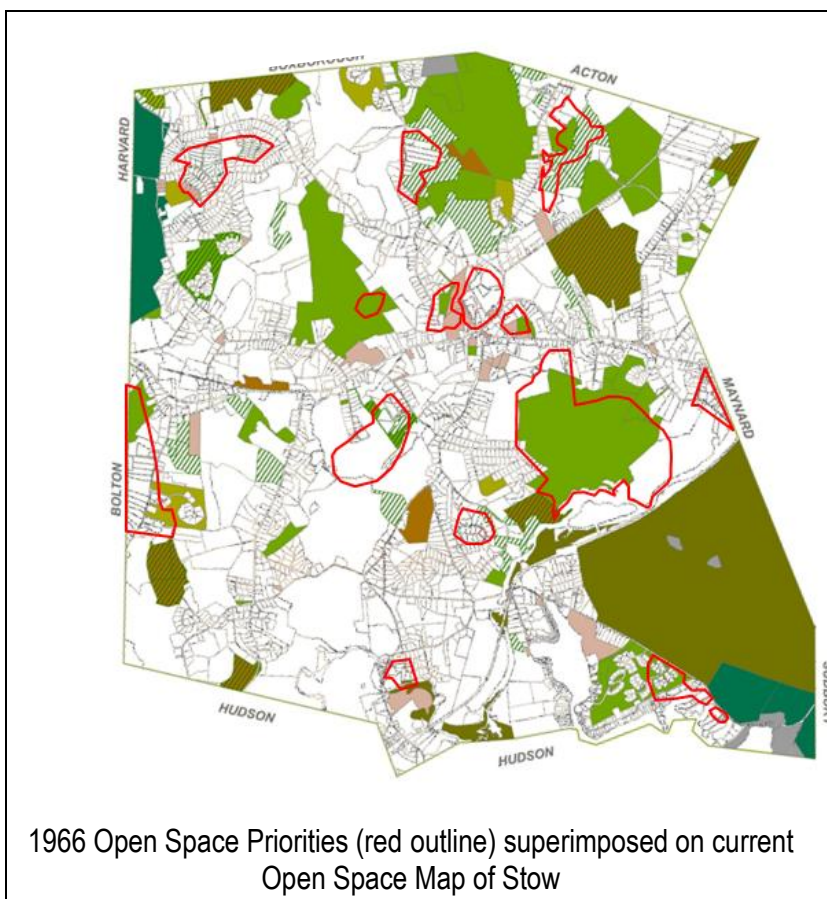 BOXBOROUGH
ACTON
HARVARD
MAYNARD
BOLTON
SUDBURY
HUDSON
HUDSON
1966 Open Space Priorities (red outline) superimposed on current
Open Space Map of Stow